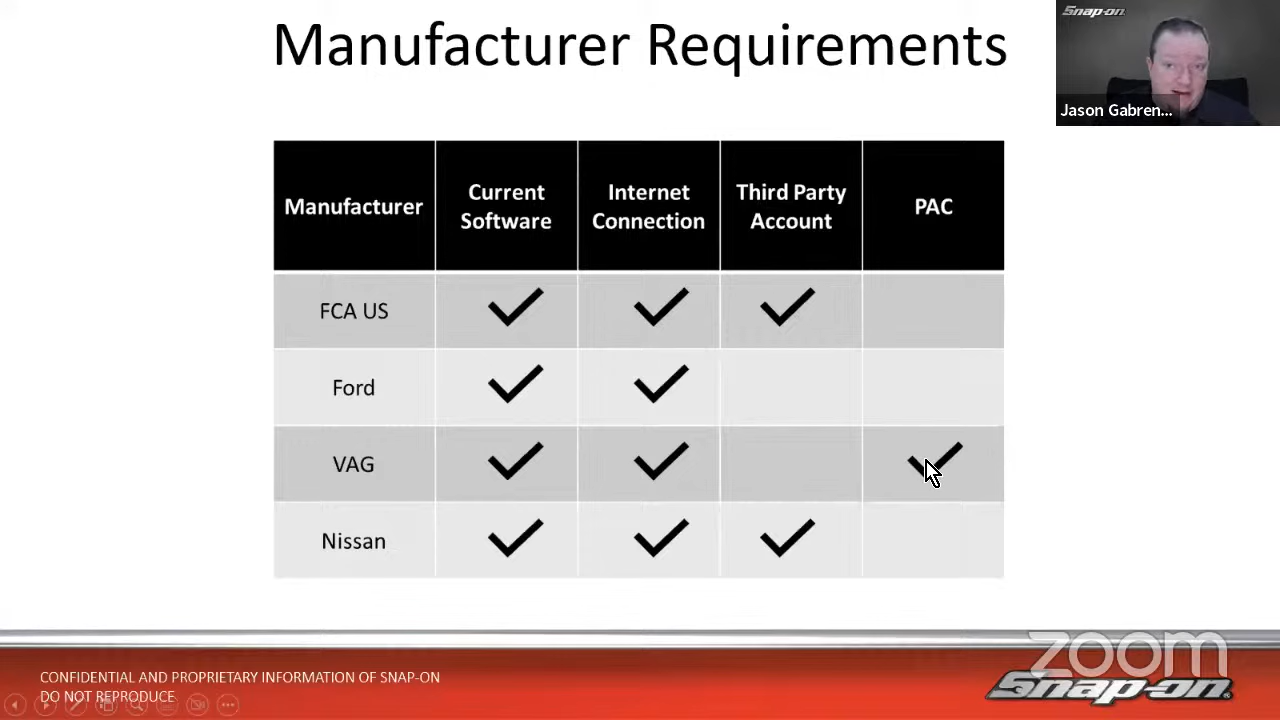 Manufacturer Requirements
Snap-on
Jason Gabren...
Manufacturer
Current
Software
Internet
Connection
Third Party
Account
PAC
FCA US
Ford
VAG
Nissan
CONFIDENTIAL AND PROPRIETARY INFORMATION OF SNAP-ON
DO NOT REPRODUCE
zoom
Snap-on